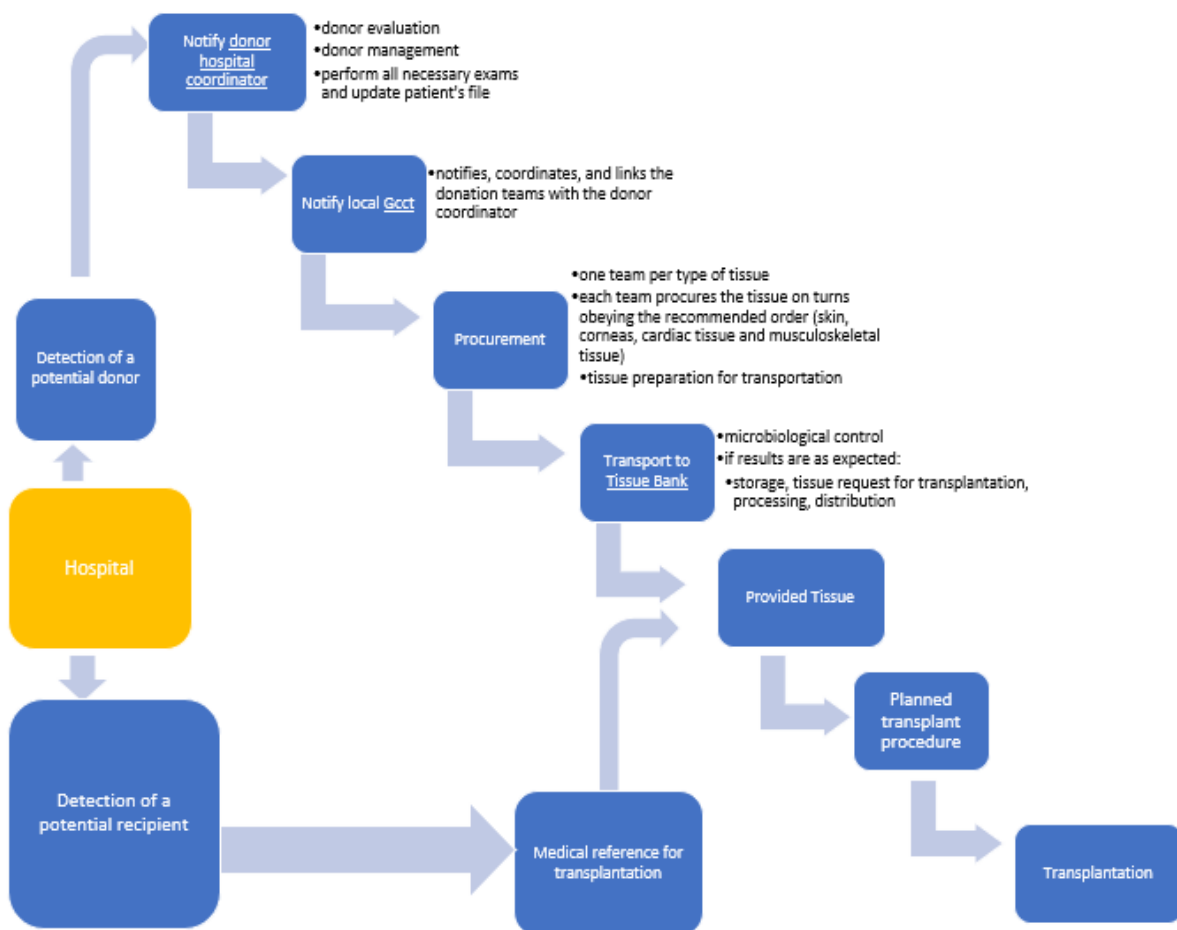 Notify donor
hospital
coordinator
•donor evaluation
•donor management
•perform all necessary exams
and update patient's file
Notify local Gcct
•notifies, coordinates, and links the
donation teams with the donor
coordinator
Procurement
•one team per type of tissue
•each team procures the tissue on turns
obeying the recommended order (skin,
corneas, cardiac tissue and musculoskeletal
tissue)
•tissue preparation for transportation
Detection of a
potential donor
Transport to
Tissue Bank
•microbiological control
•if results are as expected:
•storage, tissue request for transplantation,
processing, distribution
Hospital
Provided Tissue
Planned
transplant
procedure
Detection of a
potential recipient
Medical reference for
transplantation
Transplantation